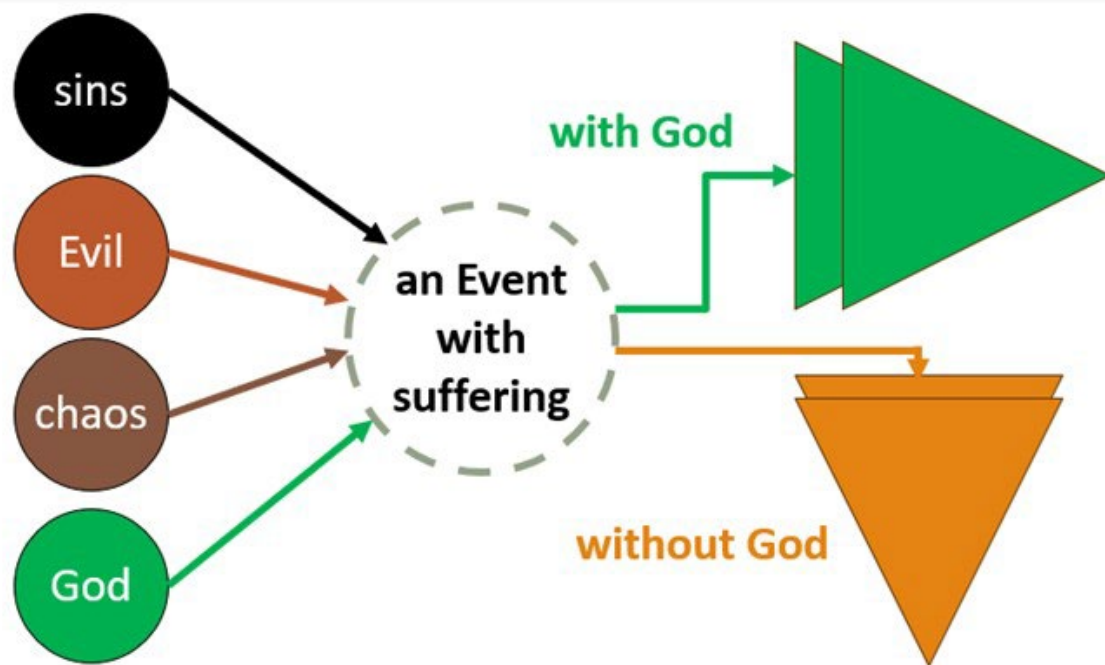 sins
Evil
chaos
God
an Event
with
suffering
with God
without God